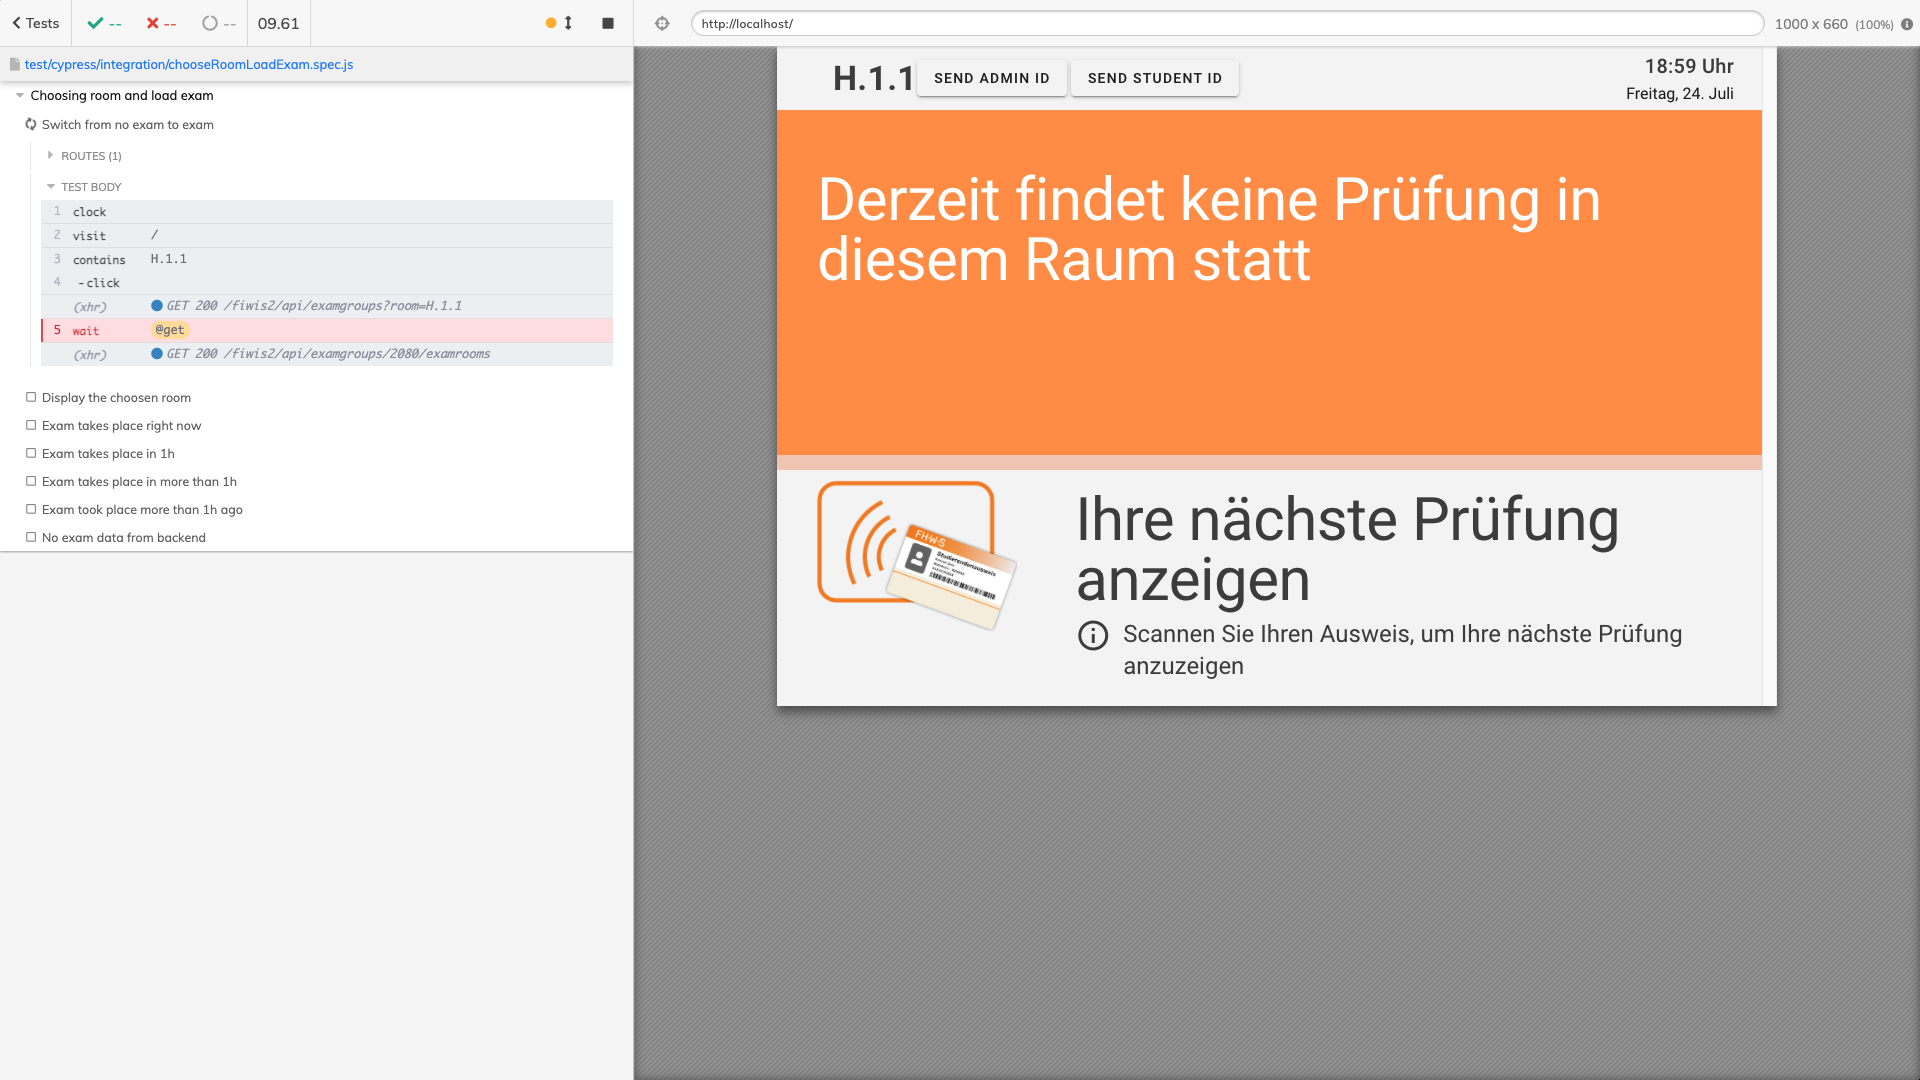 Tests
--
--
--
09.61
test/cypress/integration/chooseRoomLoadExam.spec.js
Choosing room and load exam
Switch from no exam to exam
ROUTES (1)
TEST BODY
1 clock
2 visit /
3 contains H.1.1
4 -click
(xhr) GET 200 /fiwis2/api/examgroups?room=H.1.1
5 wait @get
(xhr) GET 200 /fiwis2/api/examgroups/2080/examrooms
Display the choosen room
Exam takes place right now
Exam takes place in 1h
Exam takes place in more than 1h
Exam took place more than 1h ago
No exam data from backend
http://localhost/
1000 x 660 (100%)
H.1.1
SEND ADMIN ID
SEND STUDENT ID
18:59 Uhr
Freitag, 24. Juli
Derzeit findet keine Prüfung in
diesem Raum statt
FH-W-S
Studierendenausweis
Ihre nächste Prüfung
anzeigen
Scannen Sie Ihren Ausweis, um Ihre nächste Prüfung
anzuzeigen